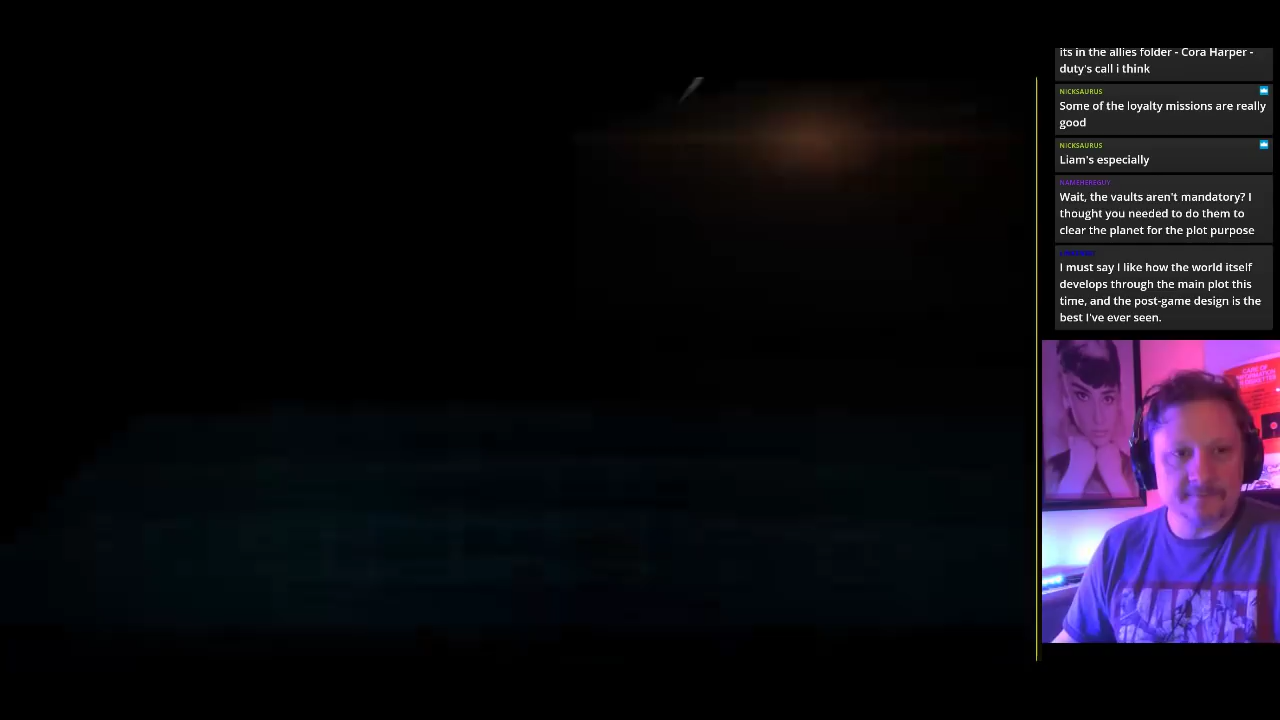 its in the allies folder - Cora Harper -
duty's call i think
NICKSAURUS
Some of the loyalty missions are really
good
NICKSAURUS
Liam's especially
NAMEHEREGUY
Wait, the vaults aren't mandatory? I
thought you needed to do them to
clear the planet for the plot purpose
I must say I like how the world itself
develops through the main plot this
time, and the post-game design is the
best I've ever seen.
CARE OF
INFORMATION